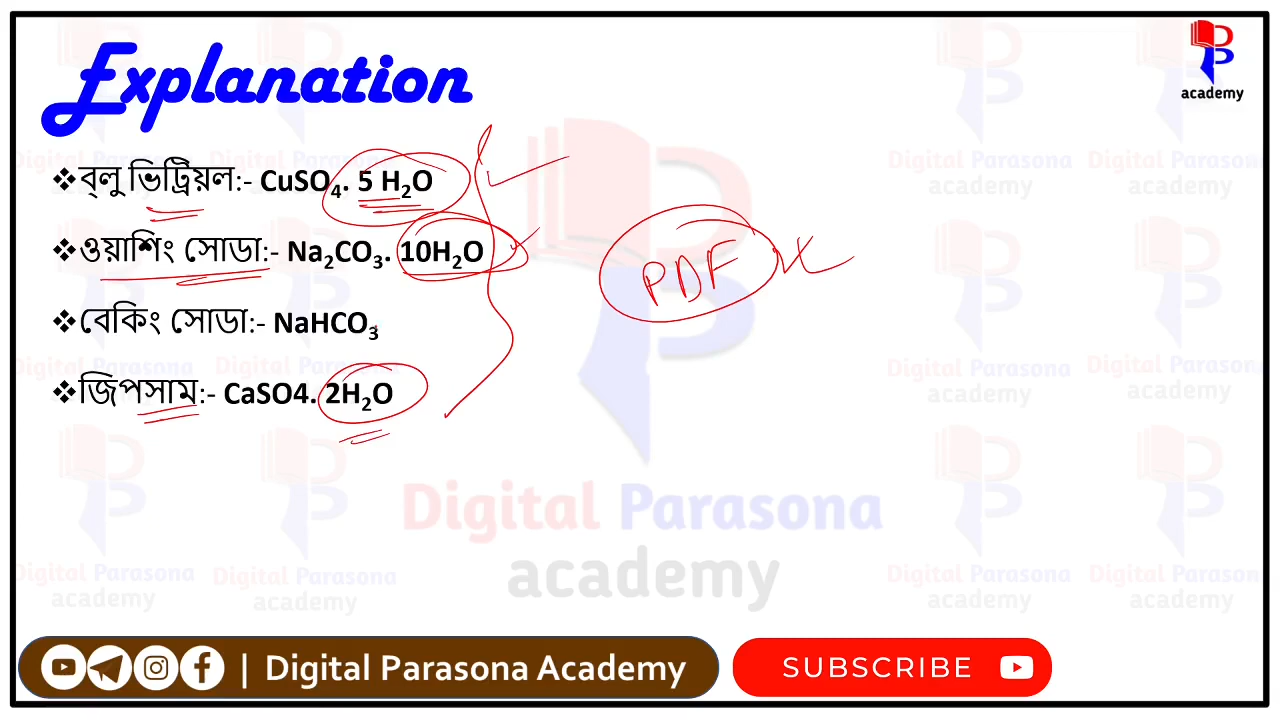 Explanation
academy
❖ব্লু ভিট্রিয়ল:- CuSO₄. 5 H₂O
❖ওয়াশিং সোডা:- Na₂CO₃. 10H₂O
❖বেকিং সোডা:- NaHCO₃
❖জিপসাম:- CaSO4. 2H₂O
PDF
Digital Parasona
academy
| Digital Parasona Academy
SUBSCRIBE